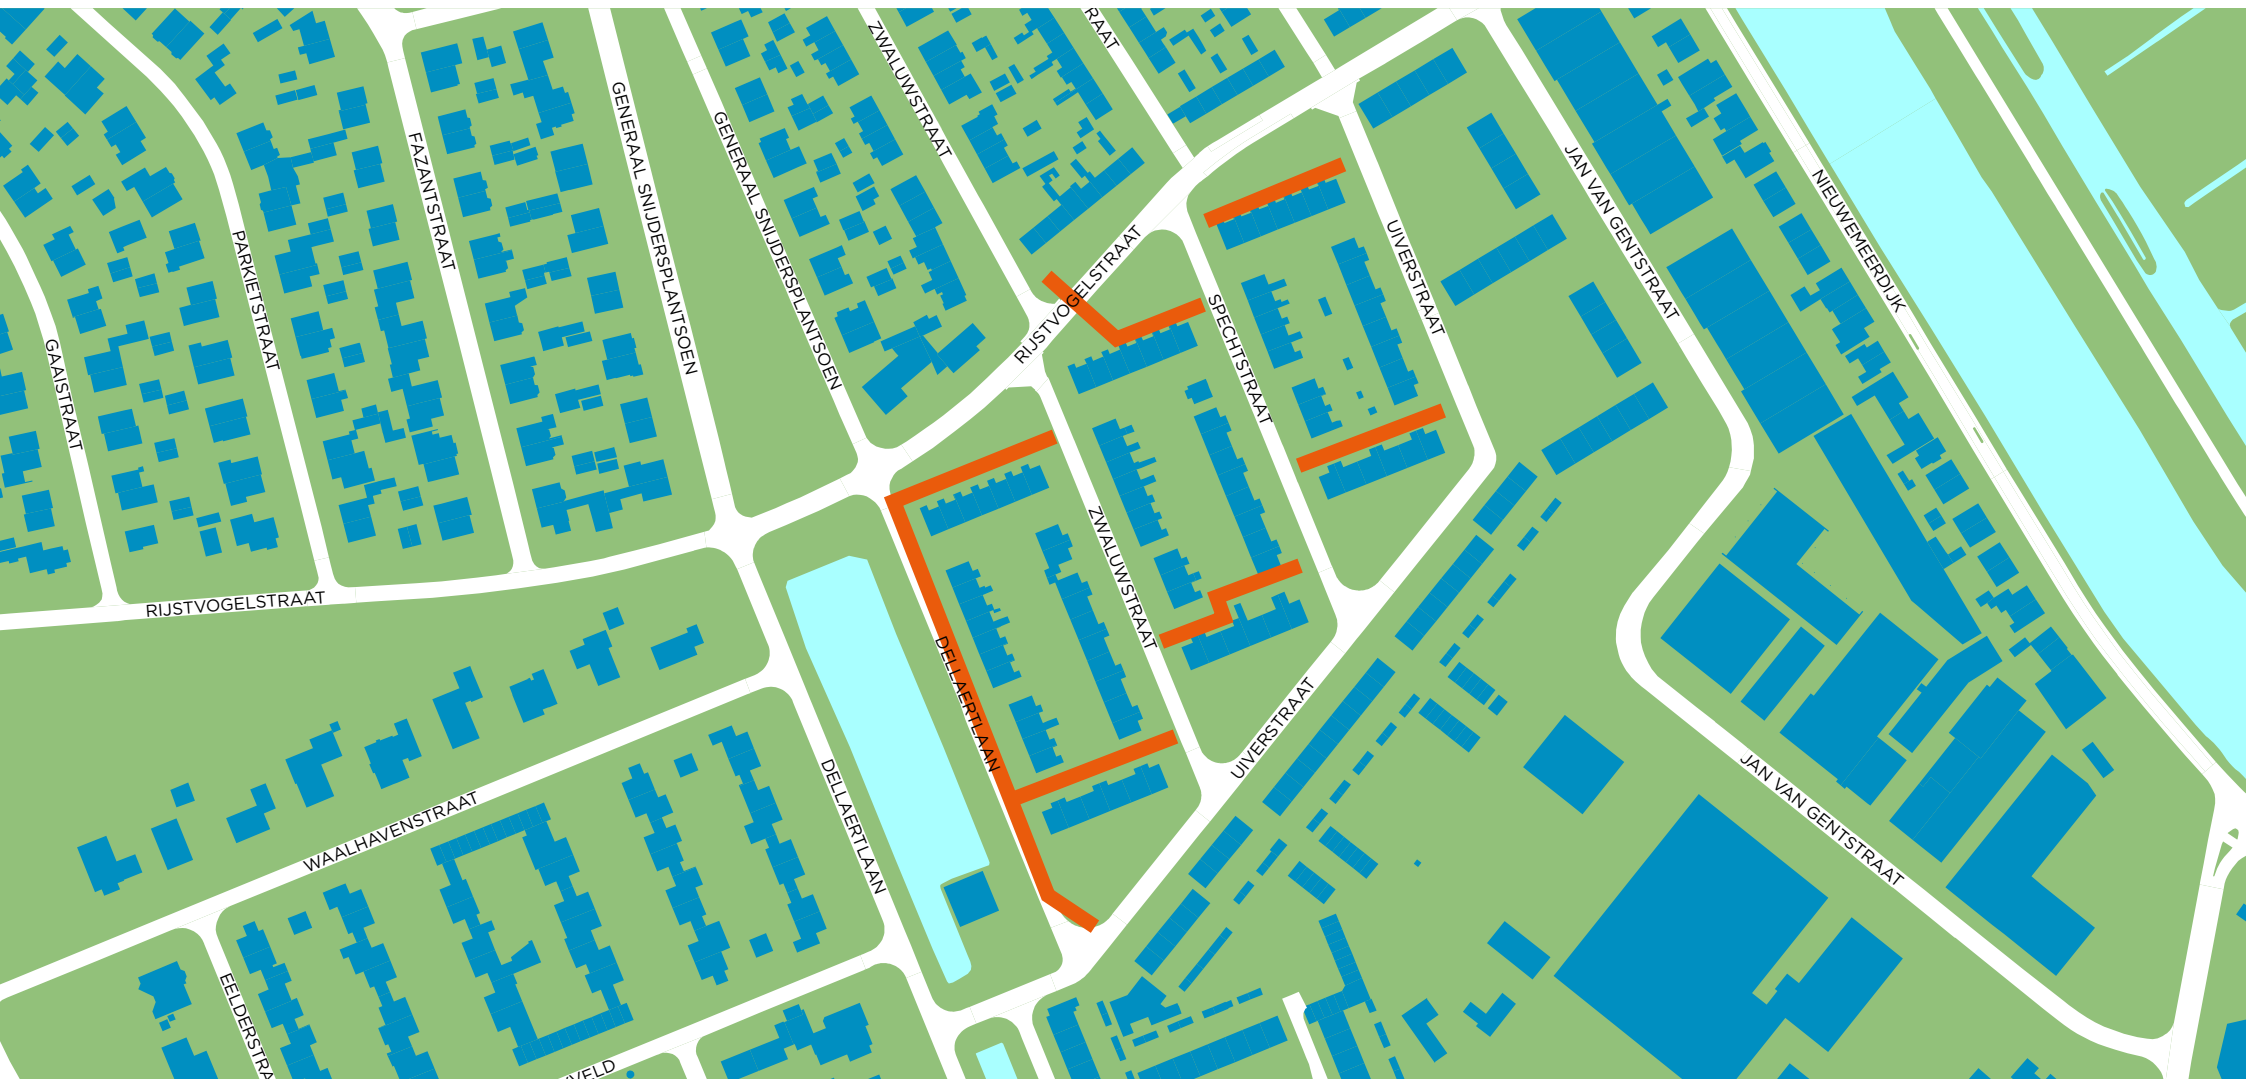 ZWALUWSTRAAT
RAAT
GENERAAL SNIJDERSPLANTSOEN
GENERAAL SNIJDERSPLANTSOEN
FAZANTSTRAAT
JAN VAN GENTSTRAAT
NIEUWEMEERDIJK
PARKIETSTRAAT
RIJSTVOGELSTRAAT
UIVERSTRAAT
SPECHTSTRAAT
GAAISTRAAT
ZWALUWSTRAAT
RIJSTVOGELSTRAAT
DELLAERTLAAN
UIVERSTRAAT
DELLAERTLAAN
JAN VAN GENTSTRAAT
WAALHAVENSTRAAT
EELDERSTRA
VELD